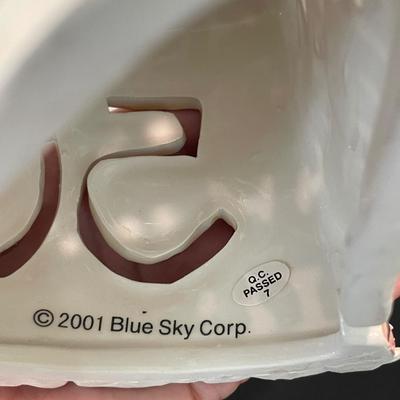 Q.C.
PASSED
7
© 2001 Blue Sky Corp.